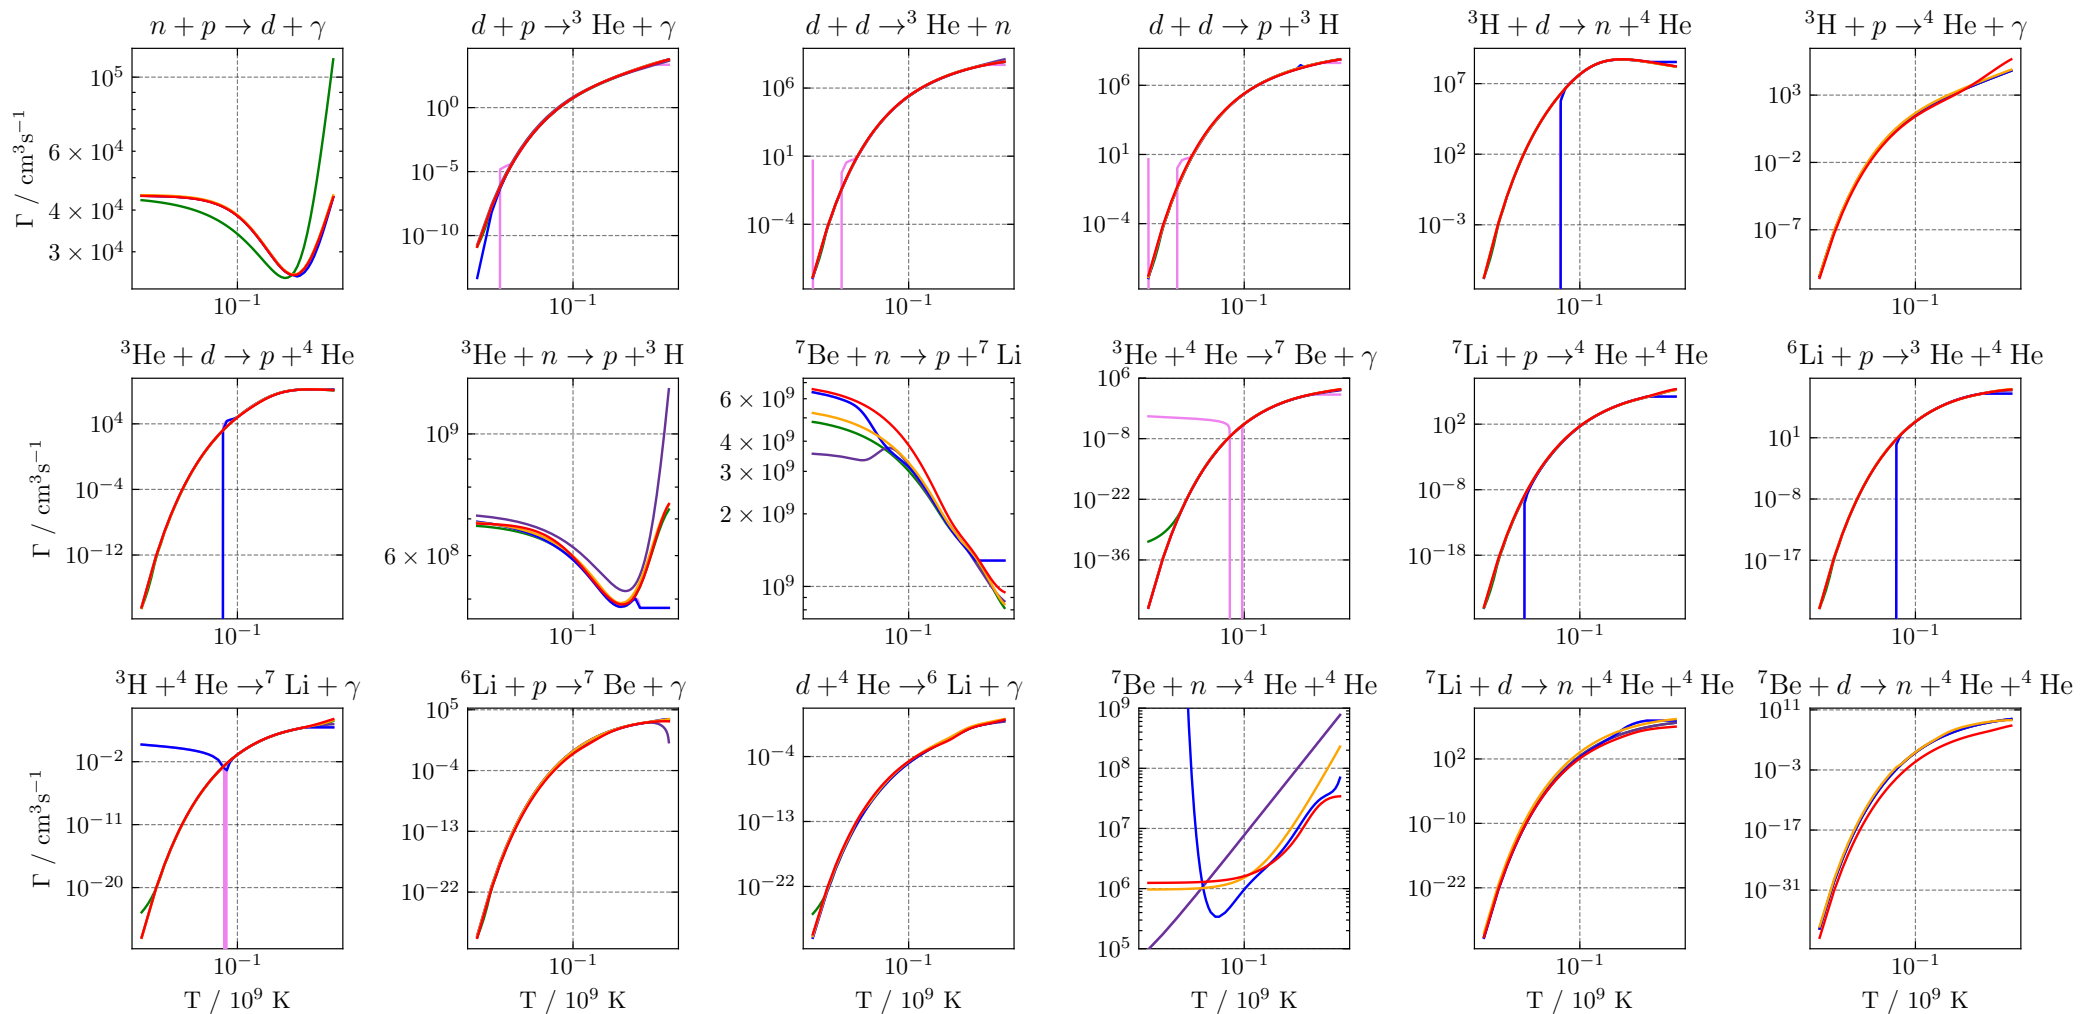 n + p → d + γ
d + p →³ He + γ
d + d →³ He + n
d + d → p +³ H
³H + d → n +⁴ He
³H + p →⁴ He + γ
Γ / cm³s⁻¹
10⁵
6 × 10⁴
4 × 10⁴
3 × 10⁴
10⁻¹
10⁰
10⁻⁵
10⁻¹⁰
10⁻¹
10⁶
10¹
10⁻⁴
10⁻¹
10⁶
10¹
10⁻⁴
10⁻¹
10⁷
10²
10⁻³
10⁻¹
10³
10⁻²
10⁻⁷
10⁻¹
³He + d → p +⁴ He
³He + n → p +³ H
⁷Be + n → p +⁷ Li
³He +⁴ He →⁷ Be + γ
⁷Li + p →⁴ He +⁴ He
⁶Li + p →³ He +⁴ He
Γ / cm³s⁻¹
10⁴
10⁻⁴
10⁻¹²
10⁻¹
10⁹
6 × 10⁸
10⁻¹
6 × 10⁹
4 × 10⁹
3 × 10⁹
2 × 10⁹
10⁹
10⁻¹
10⁶
10⁻⁸
10⁻²²
10⁻³⁶
10⁻¹
10²
10⁻⁸
10⁻¹⁸
10⁻¹
10¹
10⁻⁸
10⁻¹⁷
10⁻¹
³H +⁴ He →⁷ Li + γ
⁶Li + p →⁷ Be + γ
d +⁴ He →⁶ Li + γ
⁷Be + n →⁴ He +⁴ He
⁷Li + d → n +⁴ He +⁴ He
⁷Be + d → n +⁴ He +⁴ He
Γ / cm³s⁻¹
10⁻²
10⁻¹¹
10⁻²⁰
10⁻¹
10⁵
10⁻⁴
10⁻¹³
10⁻²²
10⁻¹
10⁻⁴
10⁻¹³
10⁻²²
10⁻¹
10⁹
10⁸
10⁷
10⁶
10⁵
10⁻¹
10²
10⁻¹⁰
10⁻²²
10⁻¹
10¹¹
10⁻³
10⁻¹⁷
10⁻³¹
10⁻¹
T / 10⁹ K
T / 10⁹ K
T / 10⁹ K
T / 10⁹ K
T / 10⁹ K
T / 10⁹ K